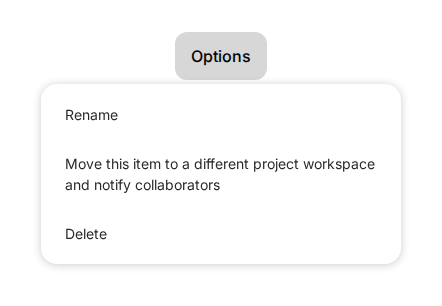 Options
Rename
Move this item to a different project workspace
and notify collaborators
Delete